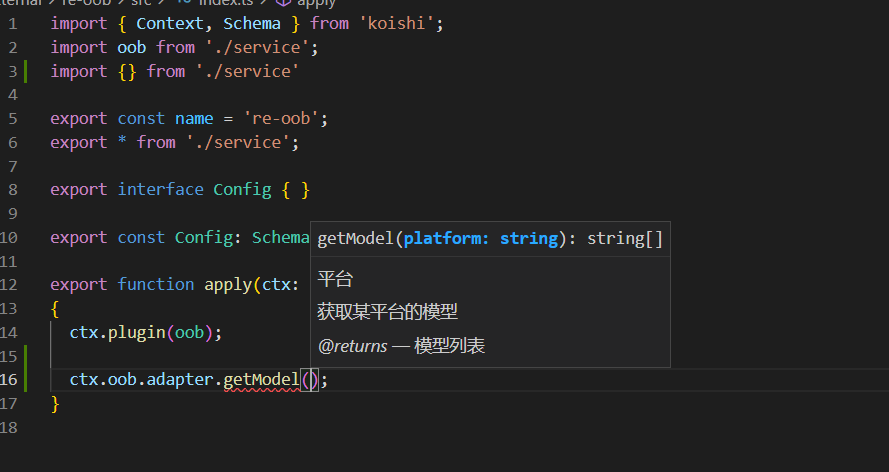 ternal > re-oob > src > TS index.ts > apply
1 import { Context, Schema } from 'koishi';
2 import oob from './service';
3 import {} from './service'
4
5 export const name = 're-oob';
6 export * from './service';
7
8 export interface Config { }
9
10 export const Config: Schema
11
12 export function apply(ctx:
13 {
14 ctx.plugin(oob);
15
16 ctx.oob.adapter.getModel();
17 }
18
getModel(platform: string): string[]
平台
获取某平台的模型
@returns — 模型列表